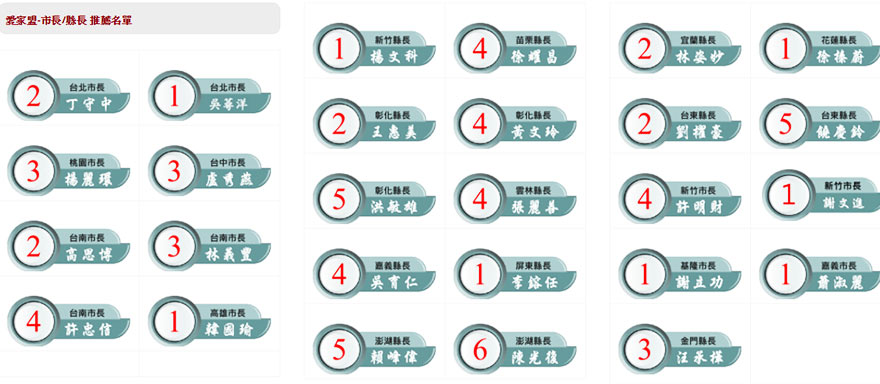 愛家盟‧市長/縣長 推薦名單
2 台北市長 丁守中
1 台北市長 吳萼洋
3 桃園市長 楊麗環
3 台中市長 盧秀燕
2 台南市長 高思博
3 台南市長 林義豐
4 台南市長 許忠信
1 高雄市長 韓國瑜
1 新竹縣長 楊文科
4 苗栗縣長 徐耀昌
2 彰化縣長 王惠美
4 彰化縣長 黃文玲
5 彰化縣長 洪敏雄
4 雲林縣長 張麗善
4 嘉義縣長 吳育仁
1 屏東縣長 李鎔任
5 澎湖縣長 賴峰偉
6 澎湖縣長 陳光復
2 宜蘭縣長 林姿妙
1 花蓮縣長 徐榛蔚
2 台東縣長 劉櫂豪
5 台東縣長 饒慶鈴
4 新竹市長 許明財
1 新竹市長 謝文進
1 基隆市長 謝立功
1 嘉義市長 蕭淑麗
3 金門縣長 汪承樺